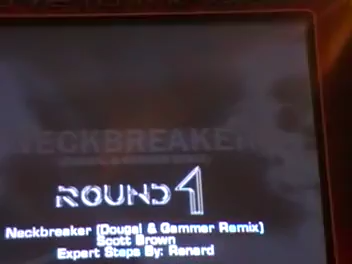 NECKBREAKER
ROUND 1
Neckbreaker (Dougal & Gammer Remix)
Scott Brown
Expert Steps By: Renard